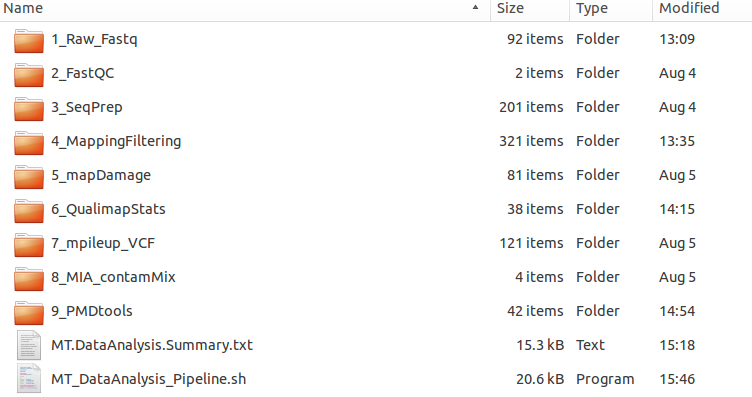 Name Size Type Modified
1_Raw_Fastq 92 items Folder 13:09
2_FastQC 2 items Folder Aug 4
3_SeqPrep 201 items Folder Aug 4
4_MappingFiltering 321 items Folder 13:35
5_mapDamage 81 items Folder Aug 5
6_QualimapStats 38 items Folder 14:15
7_mpileup_VCF 121 items Folder Aug 5
8_MIA_contamMix 4 items Folder Aug 5
9_PMDtools 42 items Folder 14:54
MT.DataAnalysis.Summary.txt 15.3 kB Text 15:18
MT_DataAnalysis_Pipeline.sh 20.6 kB Program 15:46